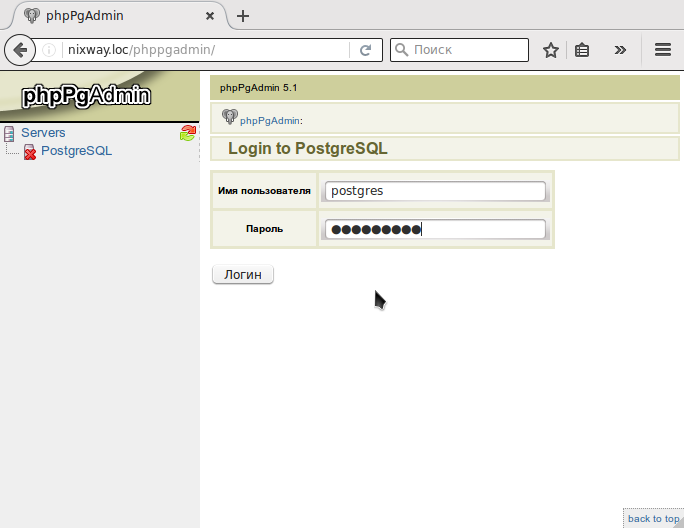 phpPgAdmin
nixway.loc/phppgadmin/
Поиск
phpPgAdmin
Servers
PostgreSQL
phpPgAdmin 5.1
phpPgAdmin:
Login to PostgreSQL
Имя пользователя
postgres
Пароль
●●●●●●●●●
Логин
back to top